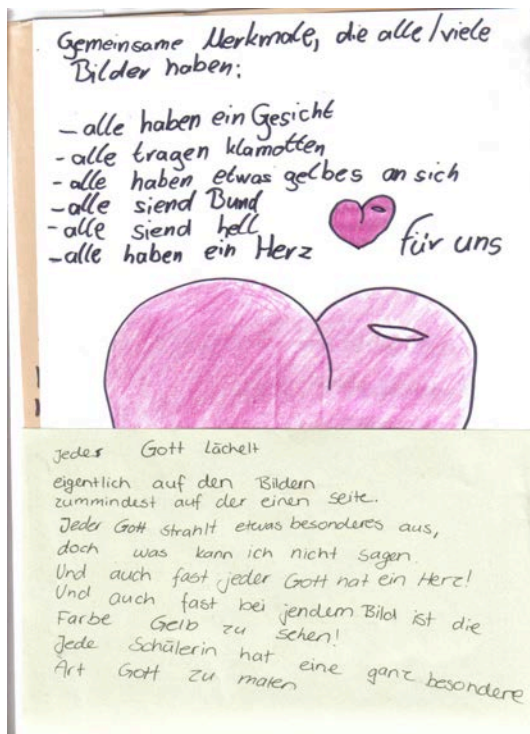 Gemeinsame Merkmale, die alle/viele
Bilder haben:
– alle haben ein Gesicht
- alle tragen klamotten
- alle haben etwas gelbes an sich
- alle siend Bund
- alle siend hell
- alle haben ein Herz für uns
jedes Gott Lächelt
eigentlich auf den Bildern
zummindest auf der einen seite.
Jeder Gott strahlt etwas besonderes aus,
doch was kann ich nicht sagen.
Und auch fast jeder Gott hat ein Herz!
Und auch fast bei jendem Bild ist die
Farbe Gelb zu sehen!
Jede Schülerin hat eine ganz besondere
Art Gott zu malen